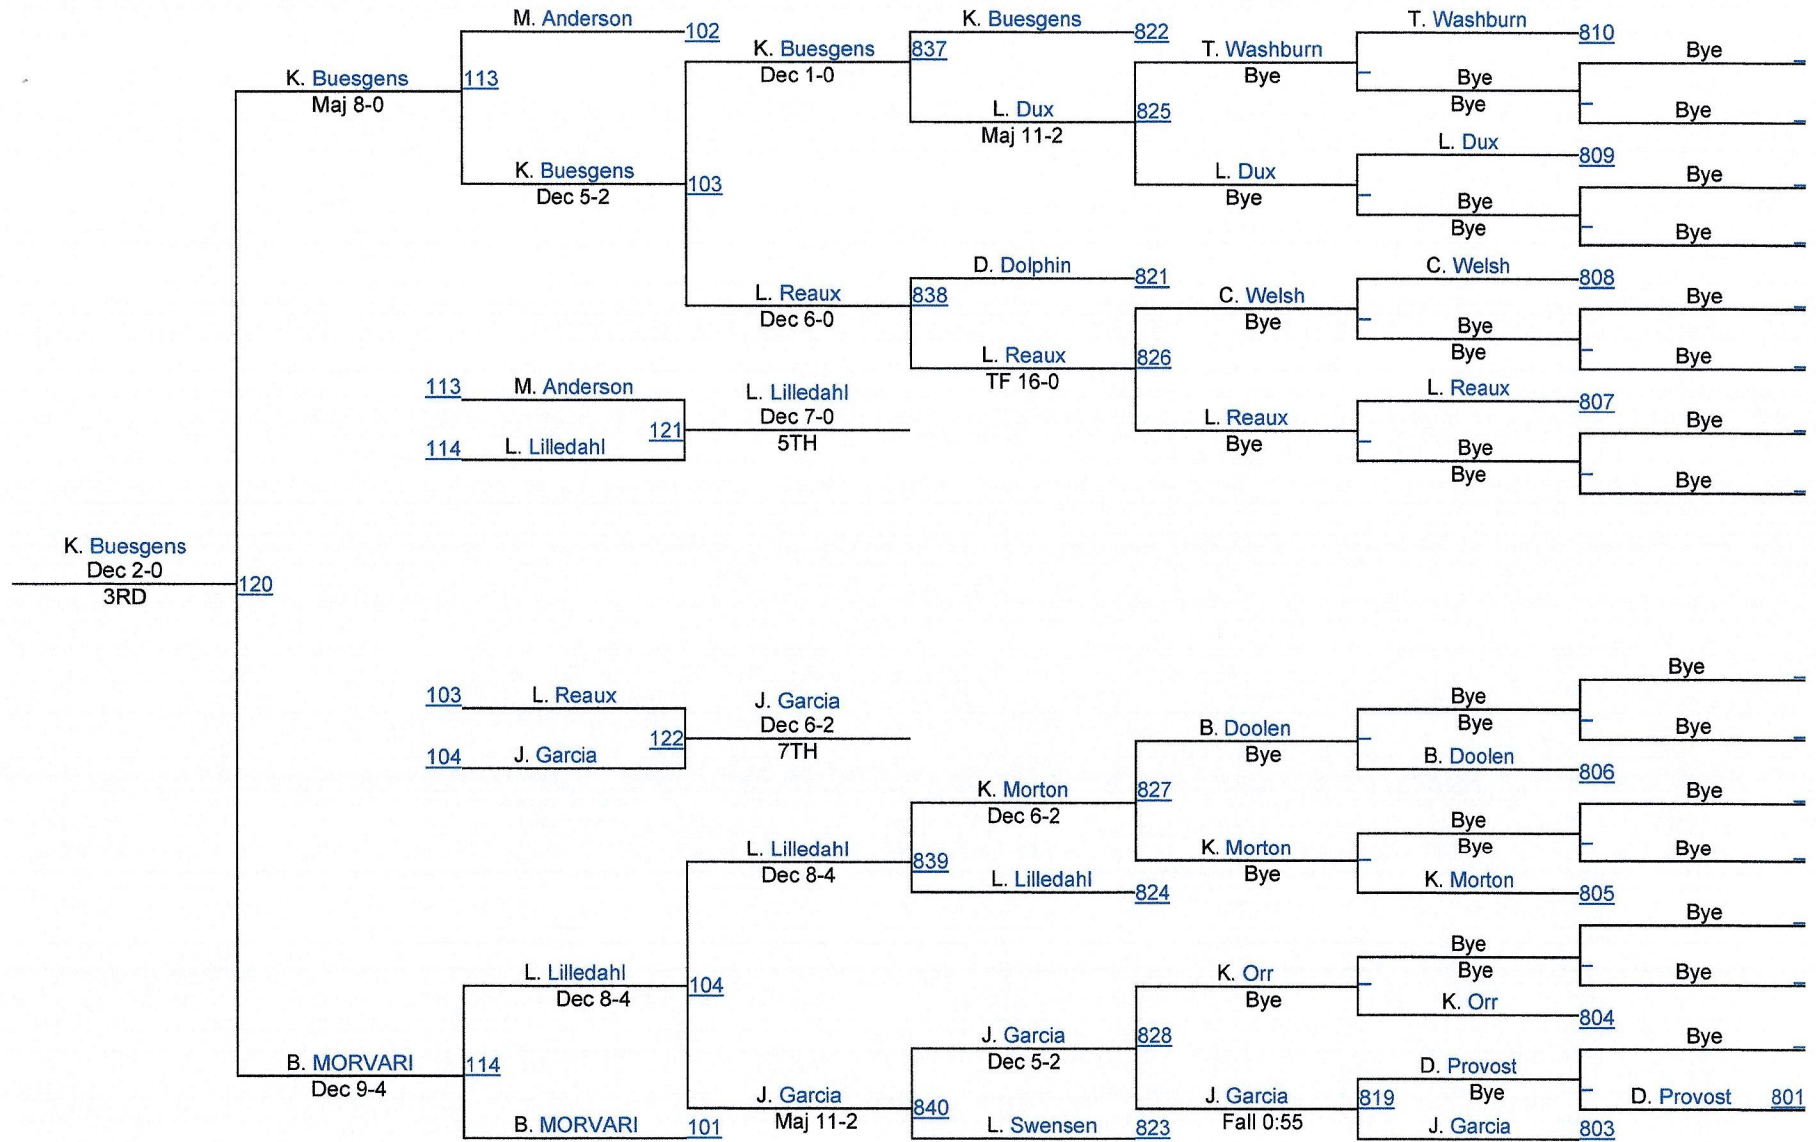 M. Anderson 102
K. Buesgens 822
T. Washburn 810
K. Buesgens 837
Dec 1-0
T. Washburn
Bye
Bye
K. Buesgens 113
Maj 8-0
Bye
Bye
Bye
L. Dux 825
Maj 11-2
L. Dux 809
K. Buesgens 103
Dec 5-2
L. Dux
Bye
Bye
Bye
Bye
Bye
D. Dolphin 821
C. Welsh 808
L. Reaux 838
Dec 6-0
C. Welsh
Bye
Bye
Bye
Bye
Bye
L. Reaux 826
TF 16-0
113 M. Anderson
L. Lilledahl
Dec 7-0
5TH
L. Reaux 807
114 L. Lilledahl 121
L. Reaux
Bye
Bye
Bye
Bye
Bye
K. Buesgens
Dec 2-0
3RD
120
Bye
103 L. Reaux
J. Garcia
Dec 6-2
7TH
Bye
Bye
Bye
104 J. Garcia 122
B. Doolen
Bye
B. Doolen 806
K. Morton 827
Dec 6-2
Bye
Bye
Bye
Bye
L. Lilledahl 839
Dec 8-4
K. Morton
Bye
L. Lilledahl 824
K. Morton 805
Bye
Bye
Bye
Bye
L. Lilledahl 104
Dec 8-4
K. Orr
Bye
K. Orr 804
J. Garcia 828
Dec 5-2
Bye
B. MORVARI 114
Dec 9-4
D. Provost
Bye
D. Provost 801
J. Garcia 840
Maj 11-2
J. Garcia 819
Fall 0:55
B. MORVARI 101
L. Swensen 823
J. Garcia 803